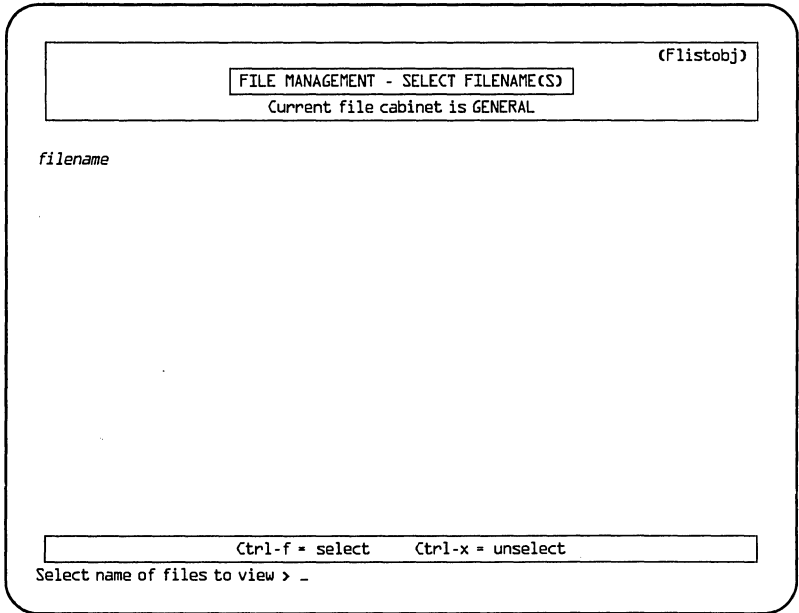 (Flistobj)
FILE MANAGEMENT - SELECT FILENAME(S)
Current file cabinet is GENERAL
filename
Ctrl-f = select Ctrl-x = unselect
Select name of files to view > _